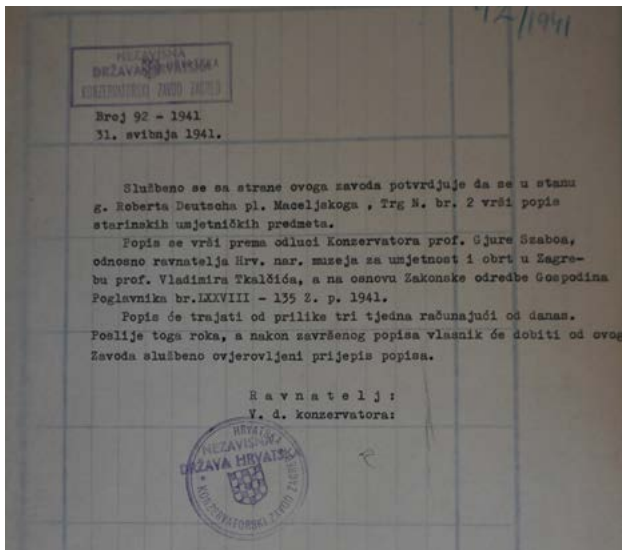 /1941
NEZAVISNA
DRŽAVA HRVATSKA
KONZERVATORSKI ZAVOD ZAGREB
Broj 92 - 1941
31. svibnja 1941.
Službeno se sa strane ovoga zavoda potvrdjuje da se u stanu
g. Roberta Deutscha pl. Maceljskoga , Trg N. br. 2 vrši popis
starinskih umjetničkih predmeta.
Popis se vrši prema odluci Konzervatora prof. Gjure Szaboa,
odnosno ravnatelja Hrv. nar. muzeja za umjetnost i obrt u Zagre-
bu prof. Vladimira Tkalčića, a na osnovu Zakonske odredbe Gospodina
Poglavnika br.LXXVIII - 135 Z. p. 1941.
Popis će trajati od prilike tri tjedna računajući od danas.
Poslije toga roka, a nakon završenog popisa vlasnik će dobiti od ovog
Zavoda službeno ovjerovljeni prijepis popisa.
R a v n a t e l j :
V. d. konzervatora:
HRVATSKA
NEZAVISNA
DRŽAVA HRVATSKA
KONZERVATORSKI ZAVOD ZAGREB